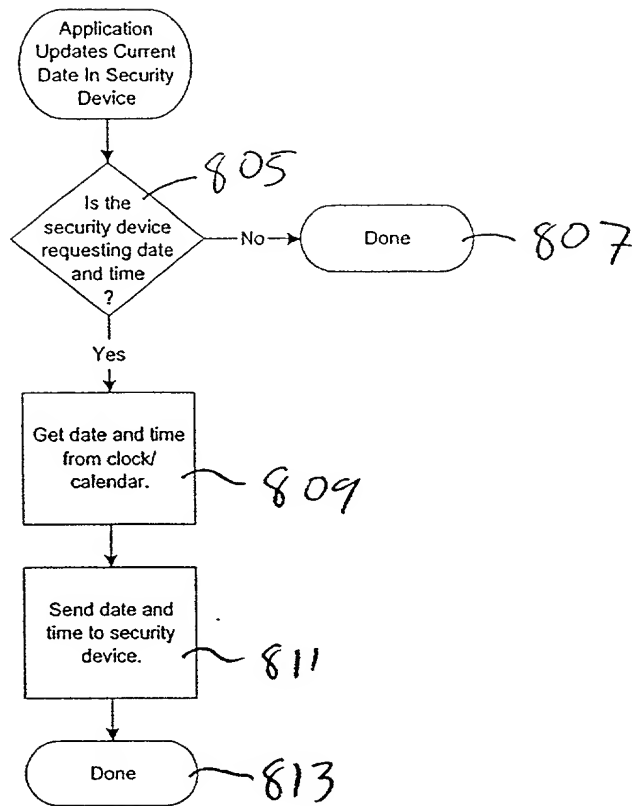 Application
Updates Current
Date In Security
Device
805
Is the
security device
requesting date
and time
?
No
Done
807
Yes
Get date and time
from clock/
calendar.
809
Send date and
time to security
device.
811
Done
813